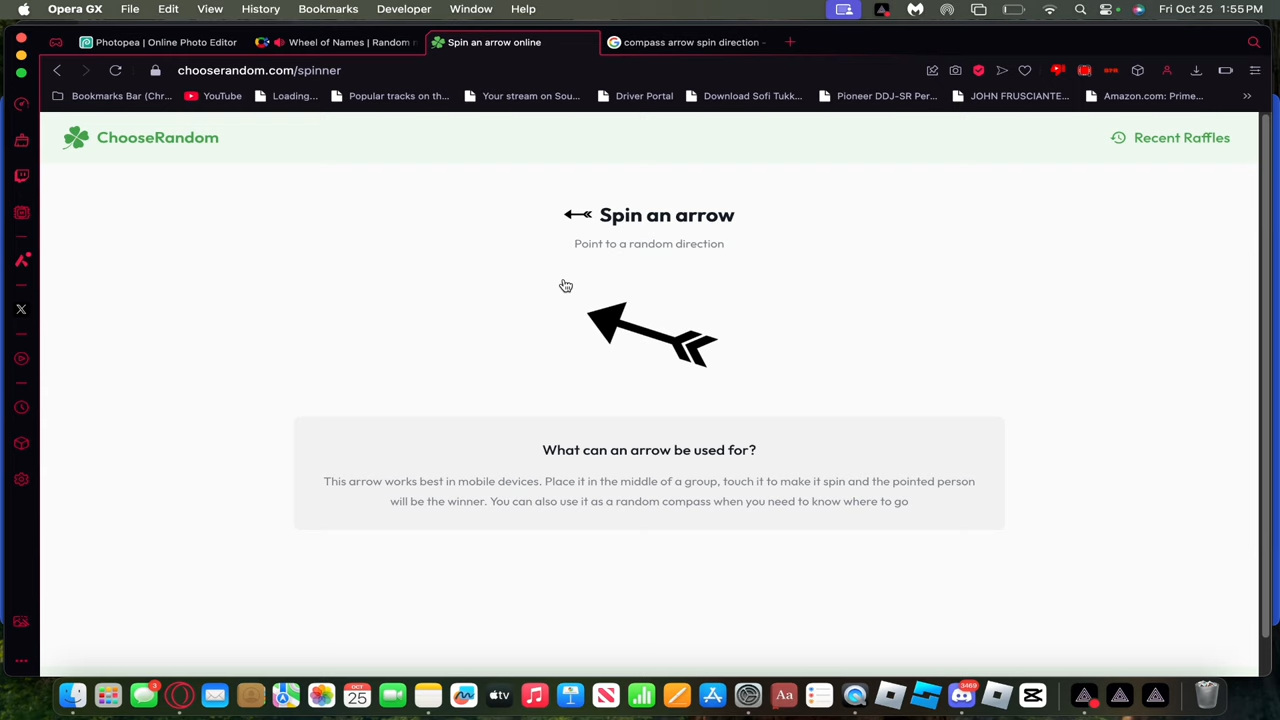 Opera GX File Edit View History Bookmarks Developer Window Help Fri Oct 25 1:55 PM
Photopea | Online Photo Editor Wheel of Names | Random Spin an arrow online compass arrow spin direction -
chooserandom.com/spinner
Bookmarks Bar (Chr... YouTube Loading... Popular tracks on th... Your stream on Sou... Driver Portal Download Sofi Tukk... Pioneer DDJ-SR Per... JOHN FRUSCIANTE... Amazon.com: Prime...
ChooseRandom Recent Raffles
Spin an arrow
Point to a random direction
What can an arrow be used for?
This arrow works best in mobile devices. Place it in the middle of a group, touch it to make it spin and the pointed person
will be the winner. You can also use it as a random compass when you need to know where to go
3 OCT 25 tv Aa 3469